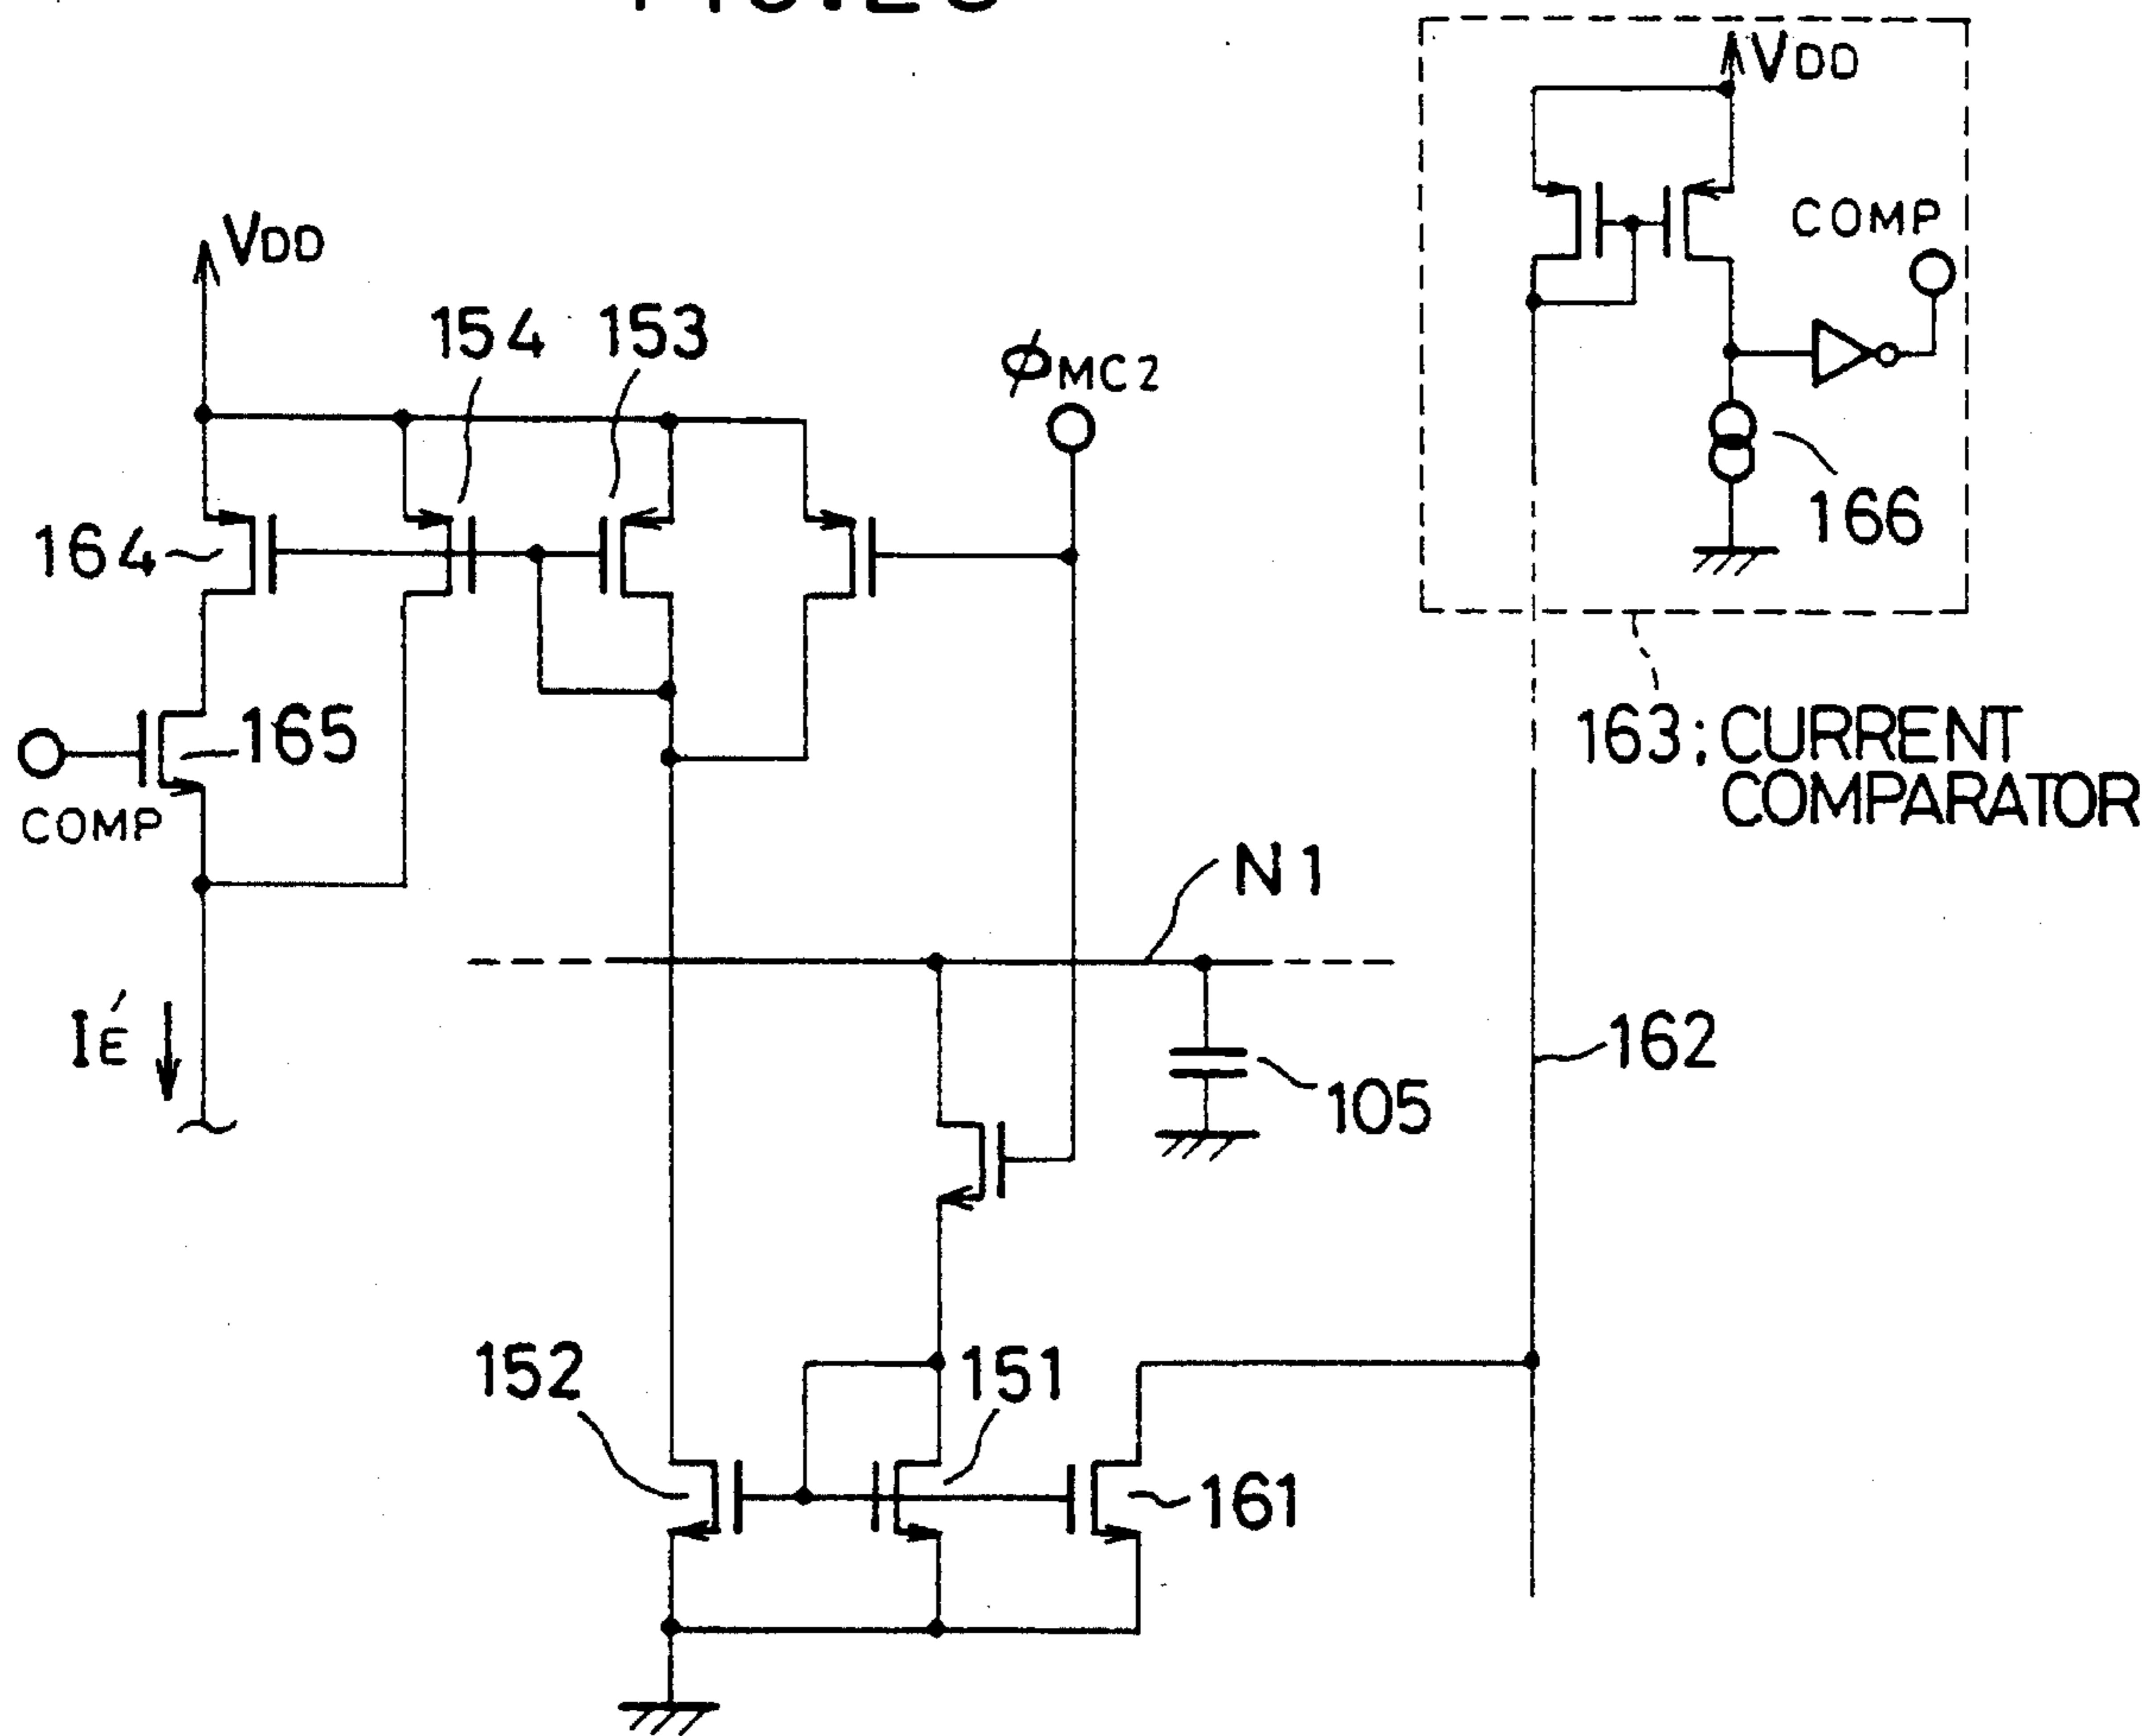 VDD
COMP
VDD
154
153
ϕMC2
166
164
165
163; CURRENT
COMPARATOR
COMP
N1
IE´
162
105
152
151
161